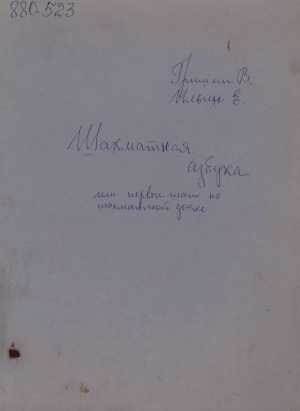 880.523
Гришин В.
Ильин Е.
Шахматная
азбука
или первые шаги по
шахматной доске